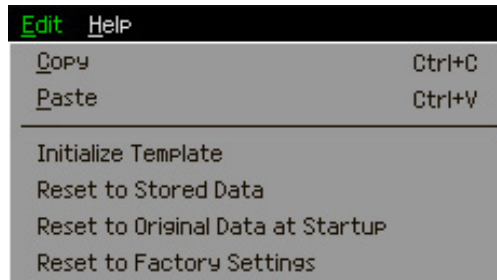 Edit Help
Copy Ctrl+C
Paste Ctrl+V
Initialize Template
Reset to Stored Data
Reset to Original Data at Startup
Reset to Factory Settings